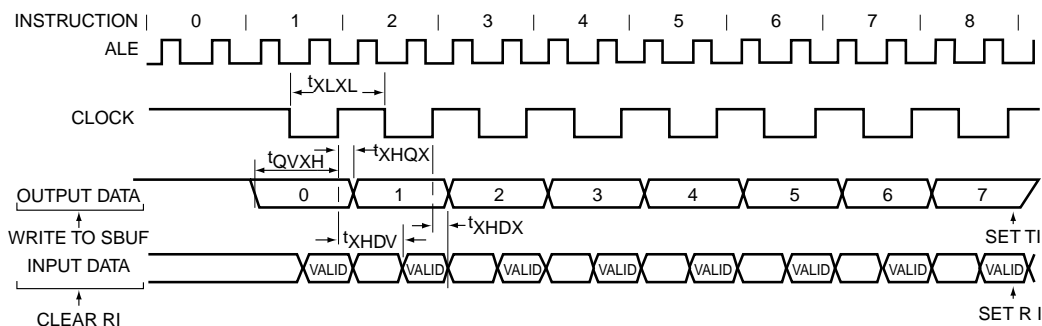 INSTRUCTION 0 1 2 3 4 5 6 7 8
ALE
tXLXL
CLOCK
tQVXH tXHQX
OUTPUT DATA 0 1 2 3 4 5 6 7
WRITE TO SBUF tXHDV tXHDX SET TI
INPUT DATA VALID VALID VALID VALID VALID VALID VALID VALID
CLEAR RI SET R I